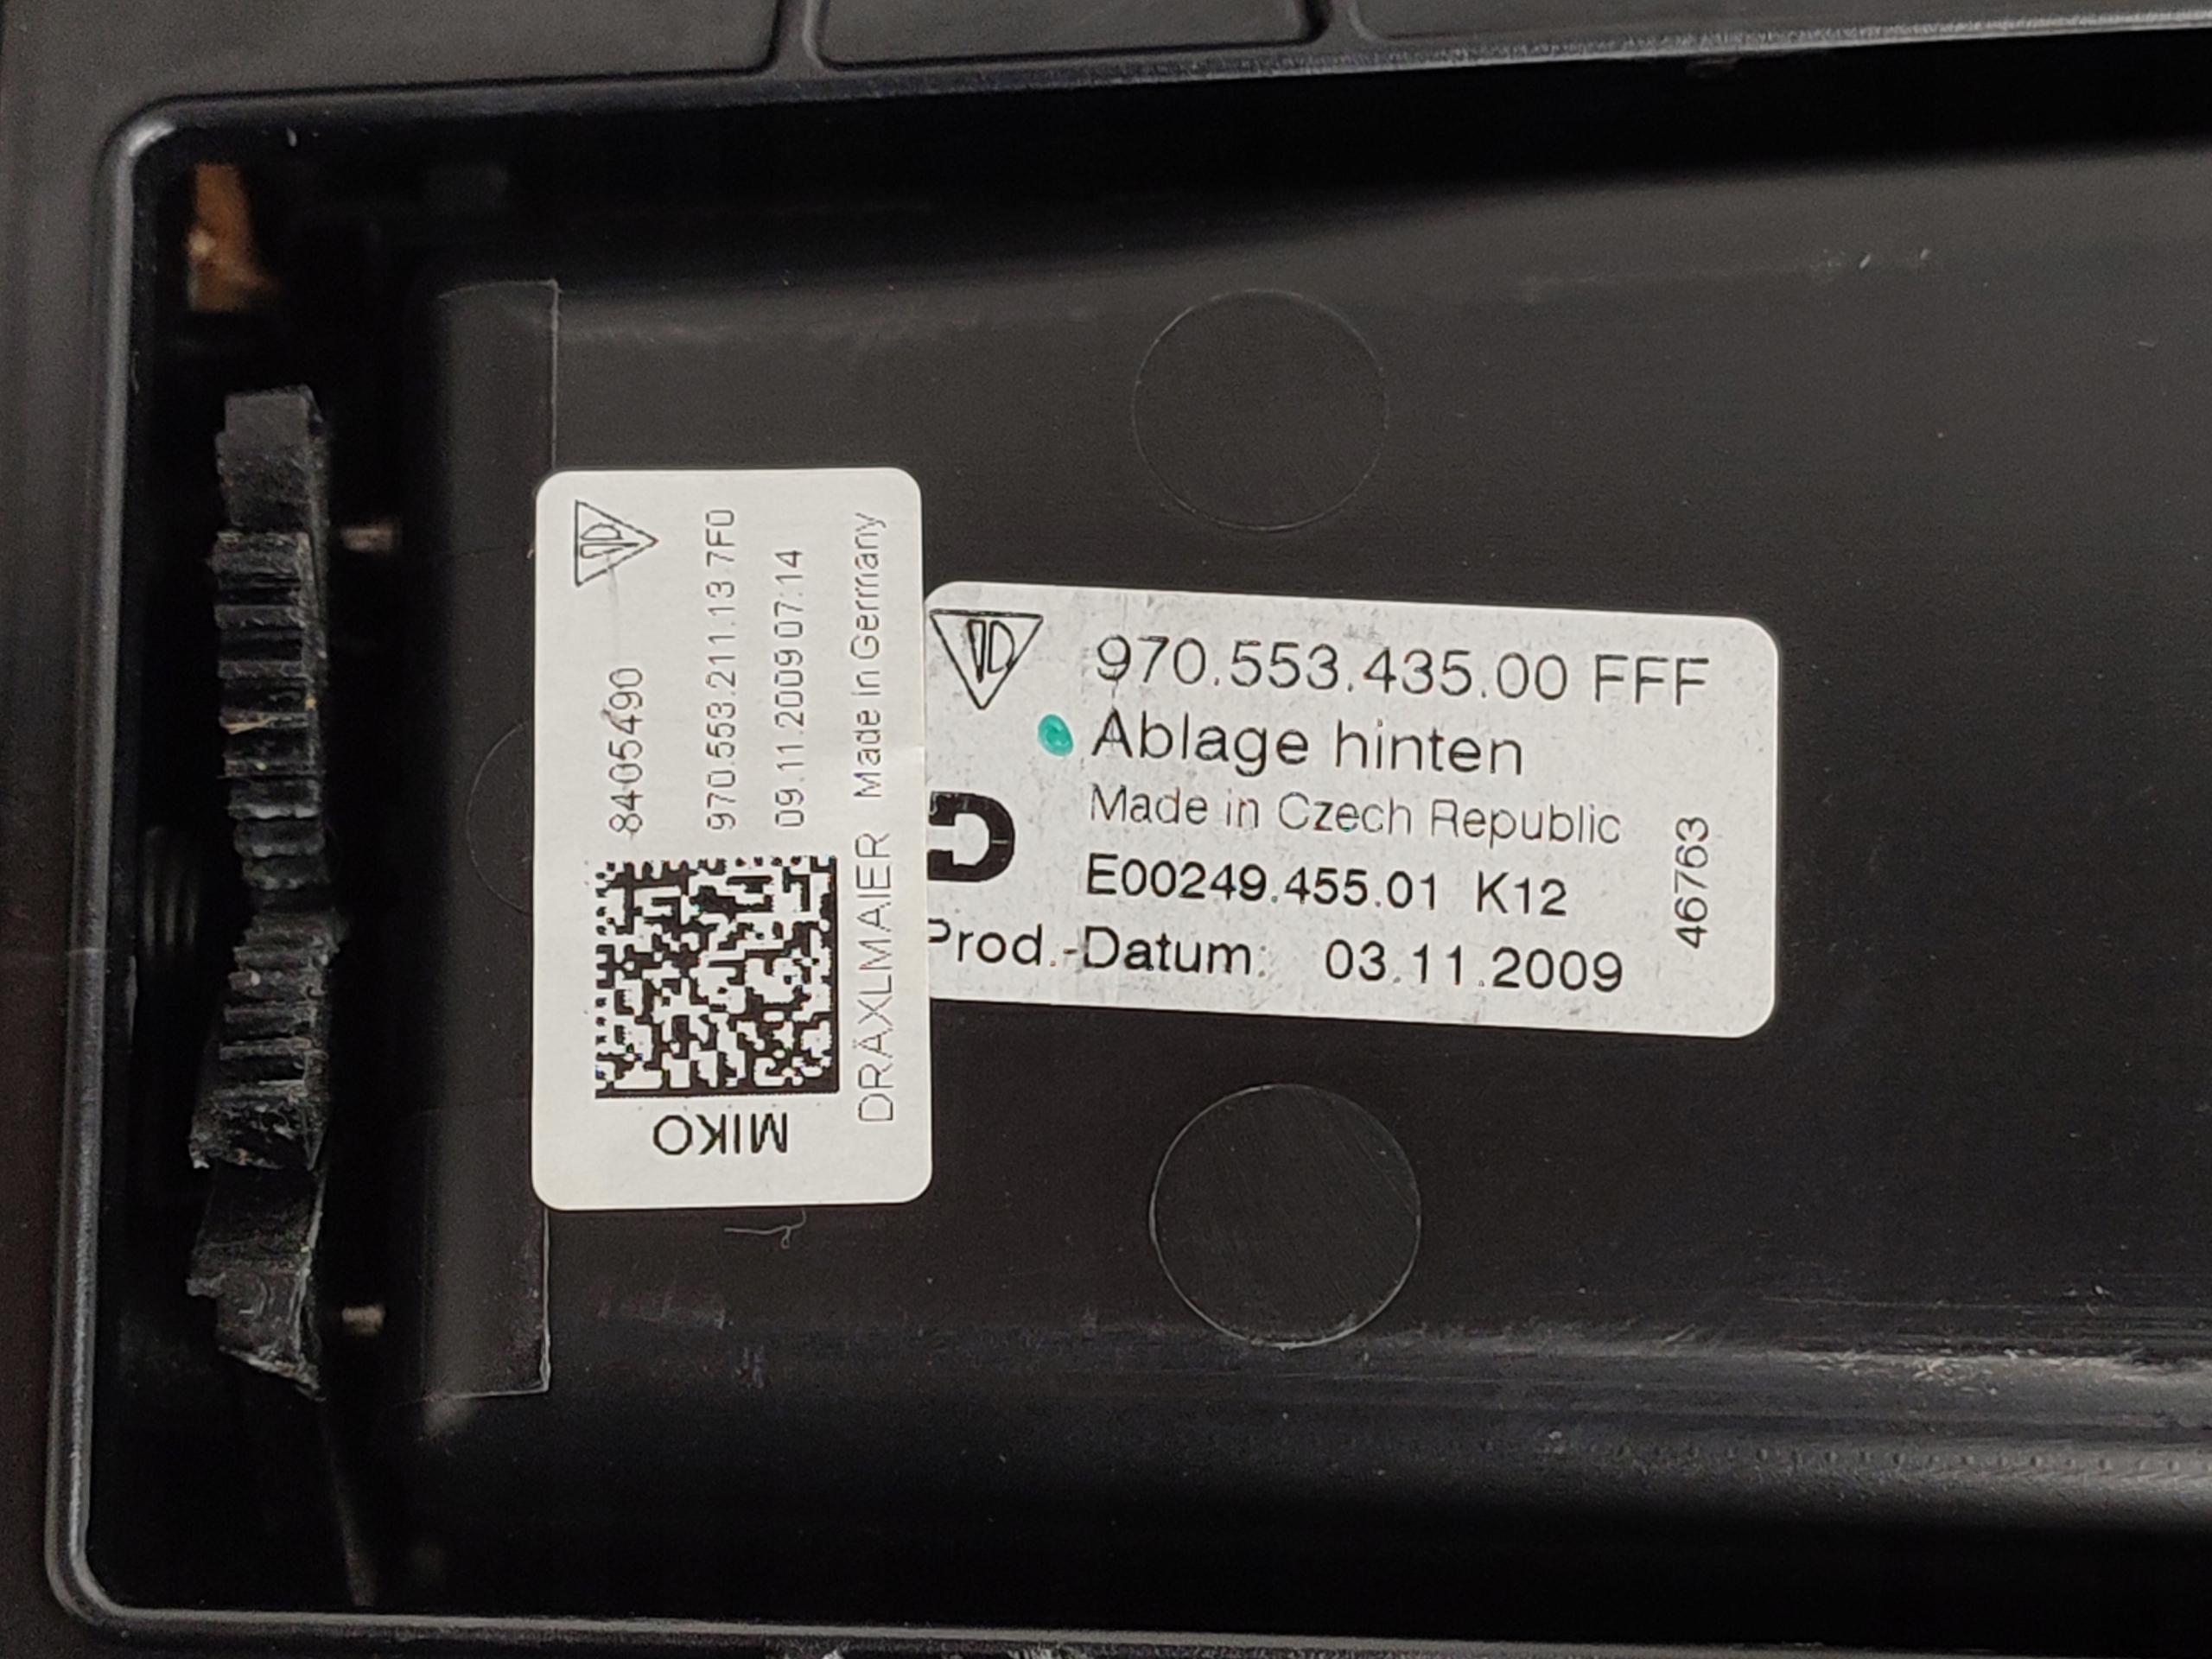 8405490
970.553.211.13 7F0
09.11.2009 07:14
DRÄXLMAIER Made in Germany
MIKO
970.553.435.00 FFF
Ablage hinten
Made in Czech Republic
E00249.455.01 K12
Prod.-Datum: 03.11.2009
46763